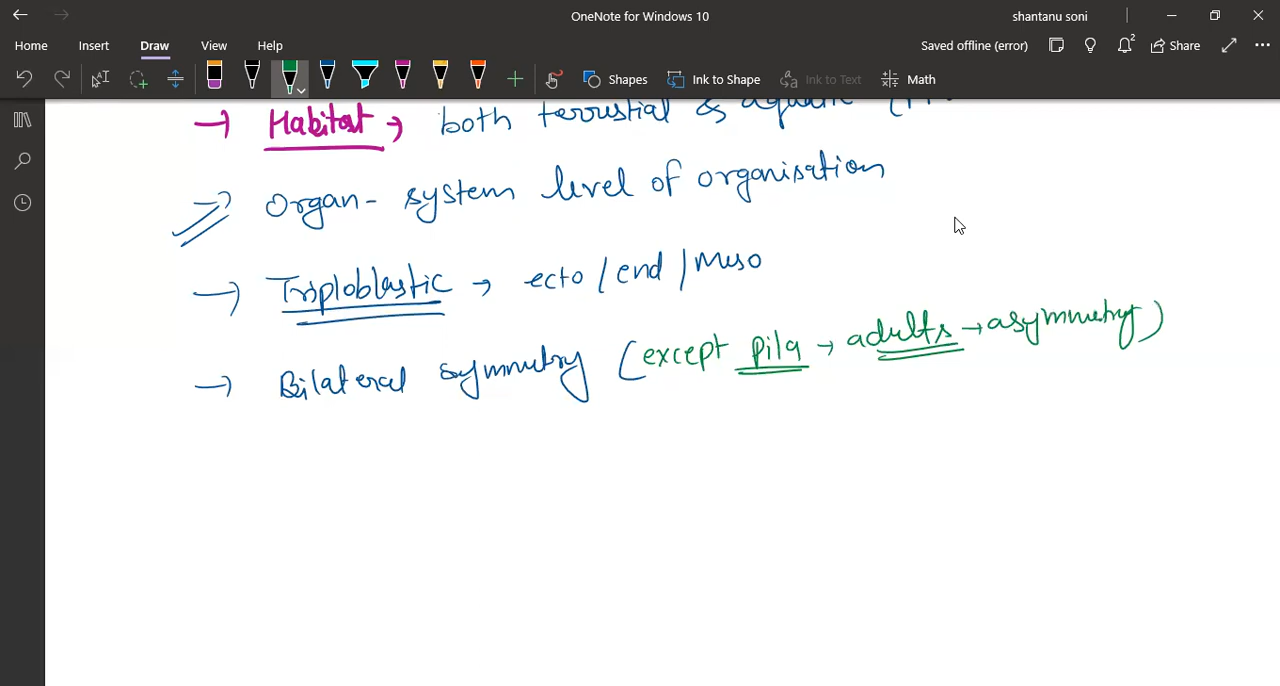 OneNote for Windows 10
shantanu soni
Home Insert Draw View Help
Saved offline (error) 2 Share
Shapes Ink to Shape Ink to Text Math
→ Habitat → both terrustial & aquatic (
→ Organ-system level of organisation
→ Triploblastic → ecto / end / Meso
→ Bilateral symmetry (except pila → adults → asymmetry)